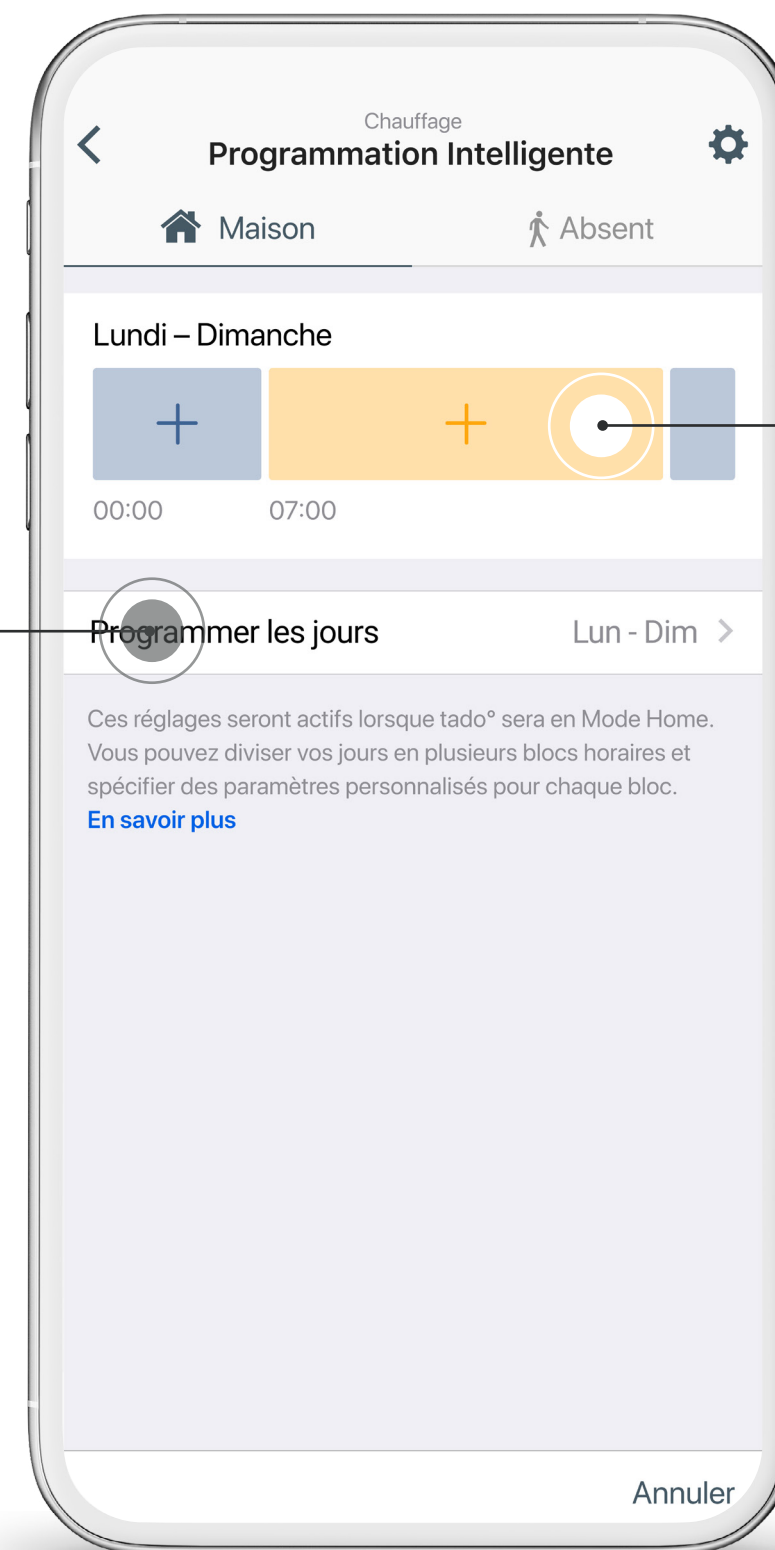 Chauffage
Programmation Intelligente
Maison
Absent
Lundi – Dimanche
00:00 07:00
Programmer les jours Lun - Dim
Ces réglages seront actifs lorsque tado° sera en Mode Home.
Vous pouvez diviser vos jours en plusieurs blocs horaires et
spécifier des paramètres personnalisés pour chaque bloc.
En savoir plus
Annuler